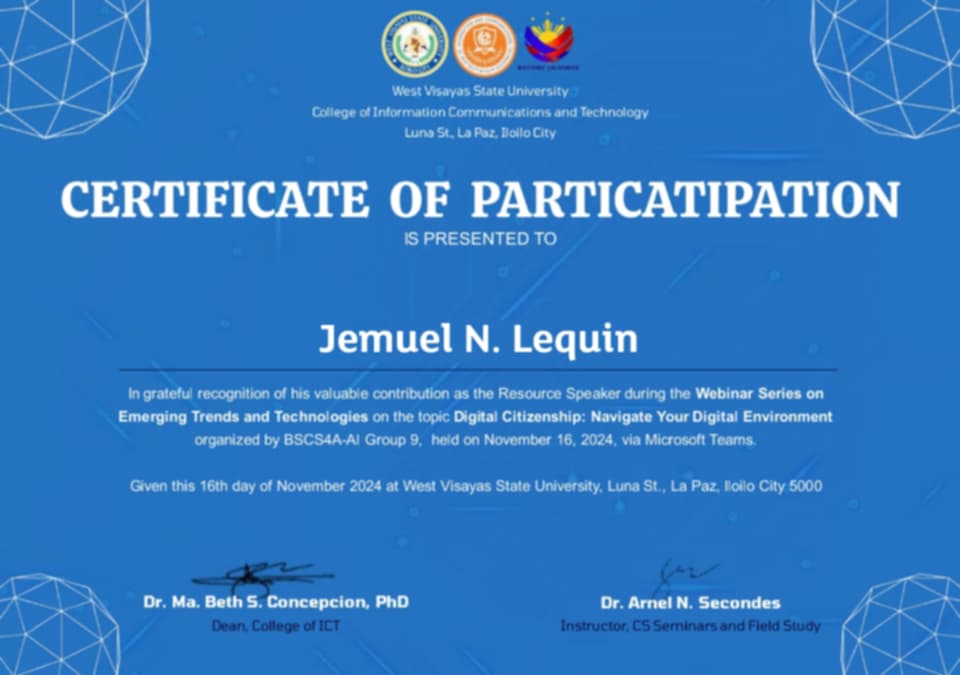 West Visayas State University
College of Information Communications and Technology
Luna St., La Paz, Iloilo City
CERTIFICATE OF PARTICATIPATION
IS PRESENTED TO
Jemuel N. Lequin
In grateful recognition of his valuable contribution as the Resource Speaker during the Webinar Series on
Emerging Trends and Technologies on the topic Digital Citizenship: Navigate Your Digital Environment
organized by BSCS4A-AI Group 9, held on November 16, 2024, via Microsoft Teams.
Given this 16th day of November 2024 at West Visayas State University, Luna St., La Paz, Iloilo City 5000
Dr. Ma. Beth S. Concepcion, PhD
Dean, College of ICT
Dr. Arnel N. Secondes
Instructor, CS Seminars and Field Study